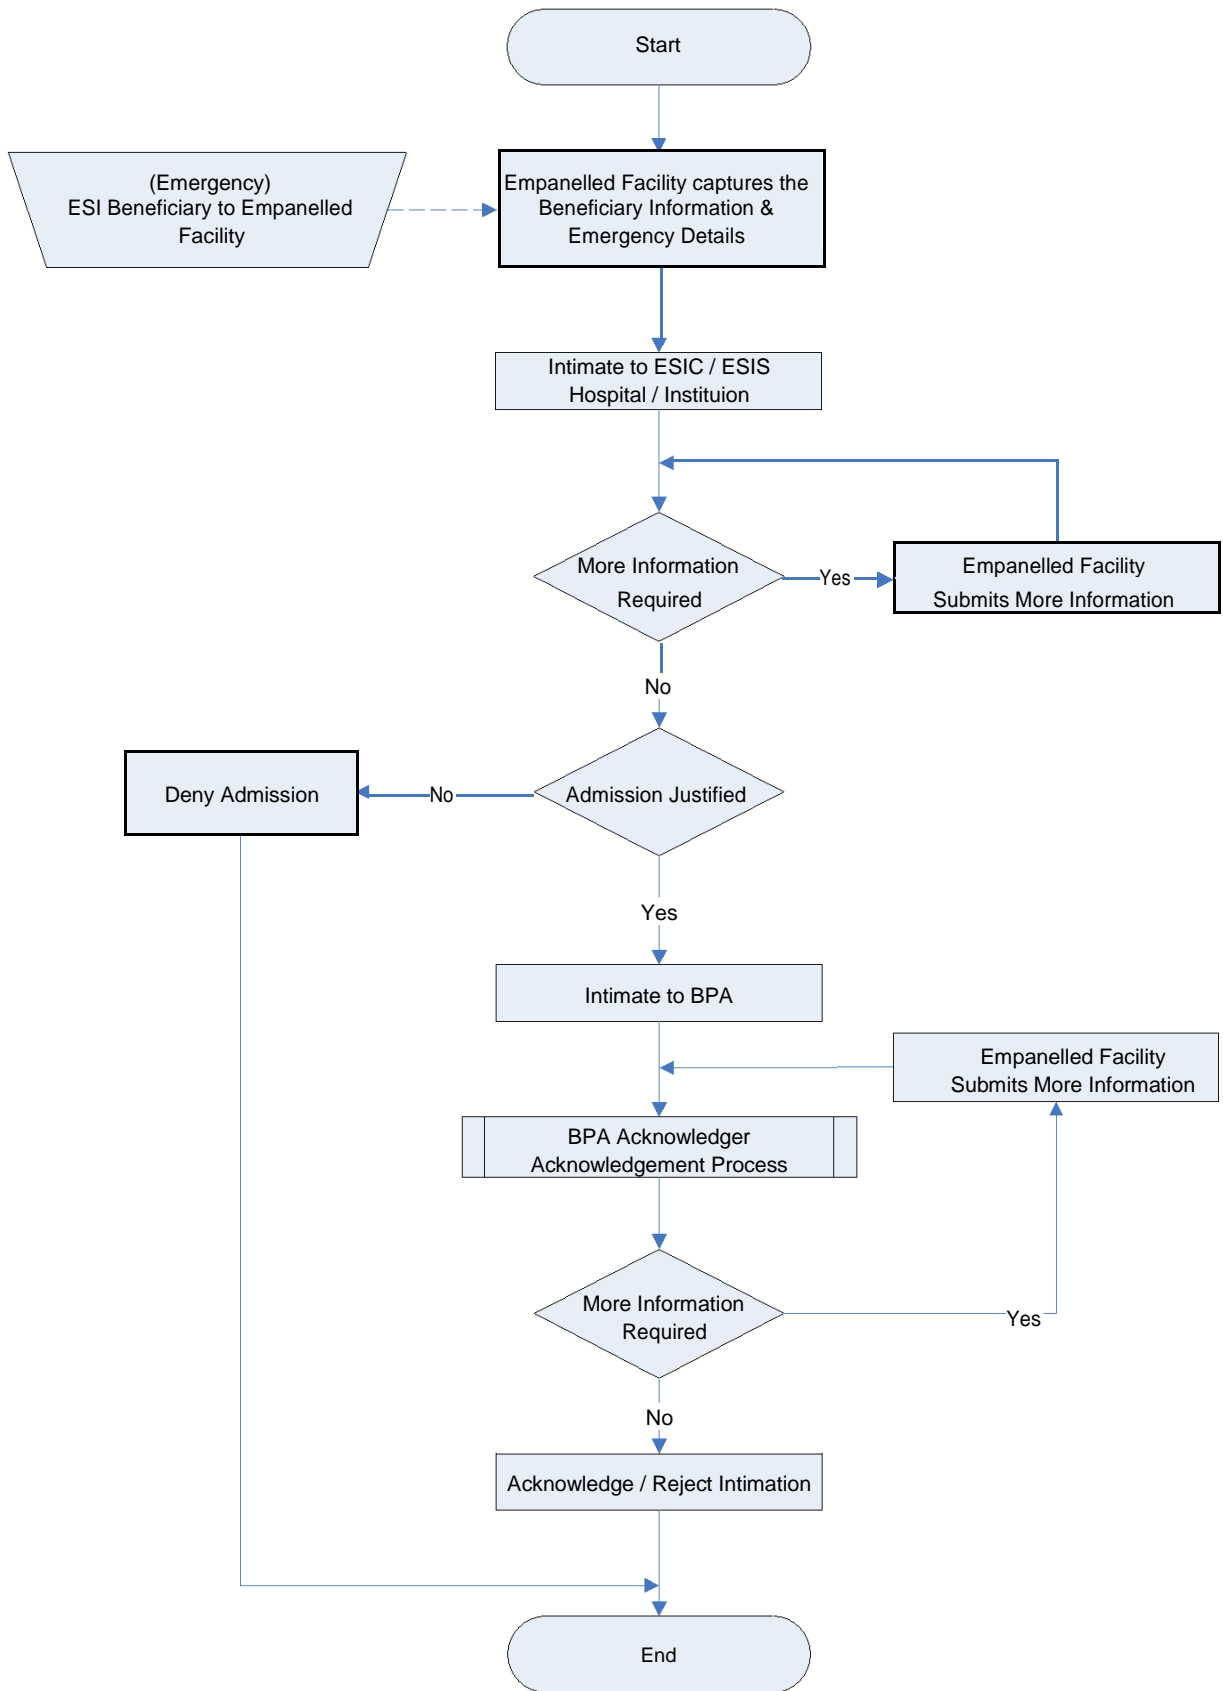 Start
(Emergency)
ESI Beneficiary to Empanelled
Facility
Empanelled Facility captures the
Beneficiary Information &
Emergency Details
Intimate to ESIC / ESIS
Hospital / Instituion
More Information
Required
Yes
Empanelled Facility
Submits More Information
No
Deny Admission
No
Admission Justified
Yes
Intimate to BPA
Empanelled Facility
Submits More Information
BPA Acknowledger
Acknowledgement Process
More Information
Required
Yes
No
Acknowledge / Reject Intimation
End